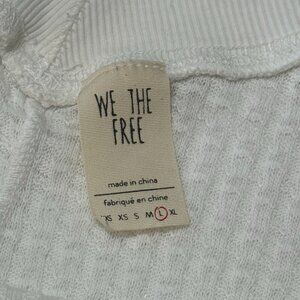 WE THE
FREE
made in china
fabriqué en chine
XS XS S M L XL